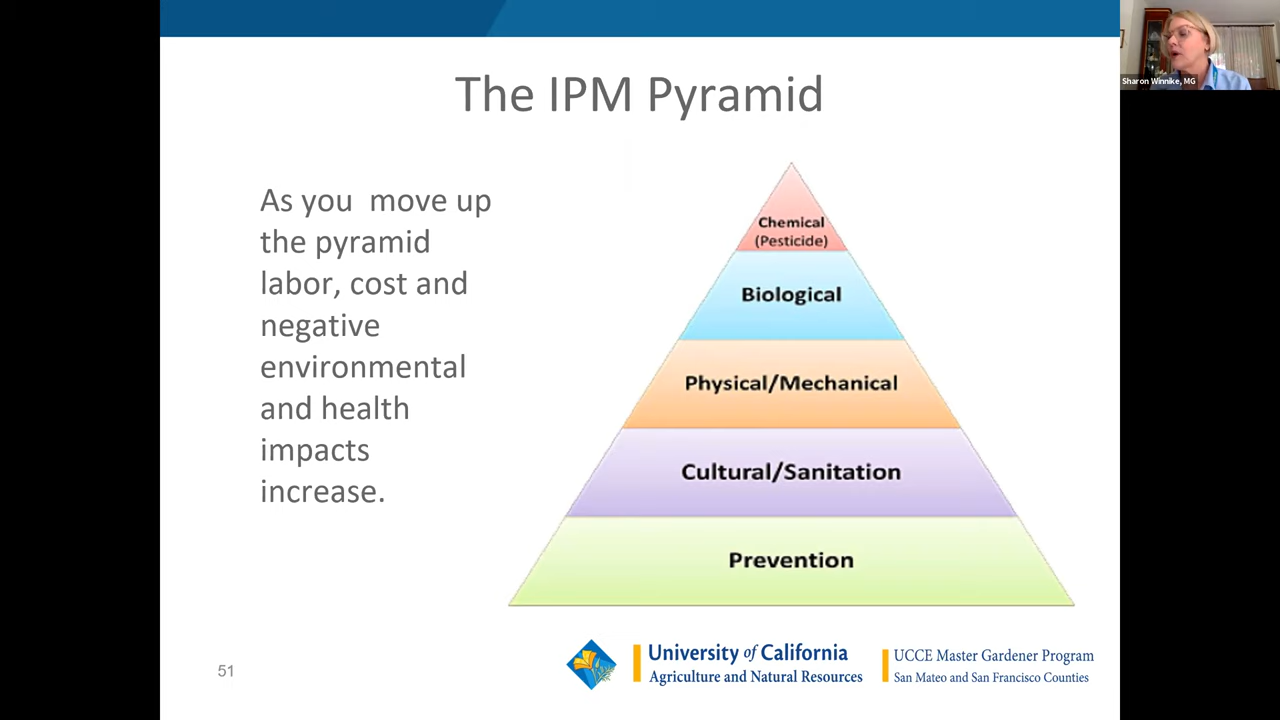 The IPM Pyramid
Sharon Winnike, MG
As you  move up
the pyramid
labor, cost and
negative
environmental
and health
impacts
increase.
Chemical
(Pesticide)
Biological
Physical/Mechanical
Cultural/Sanitation
Prevention
51
University of California
Agriculture and Natural Resources
UCCE Master Gardener Program
San Mateo and San Francisco Counties